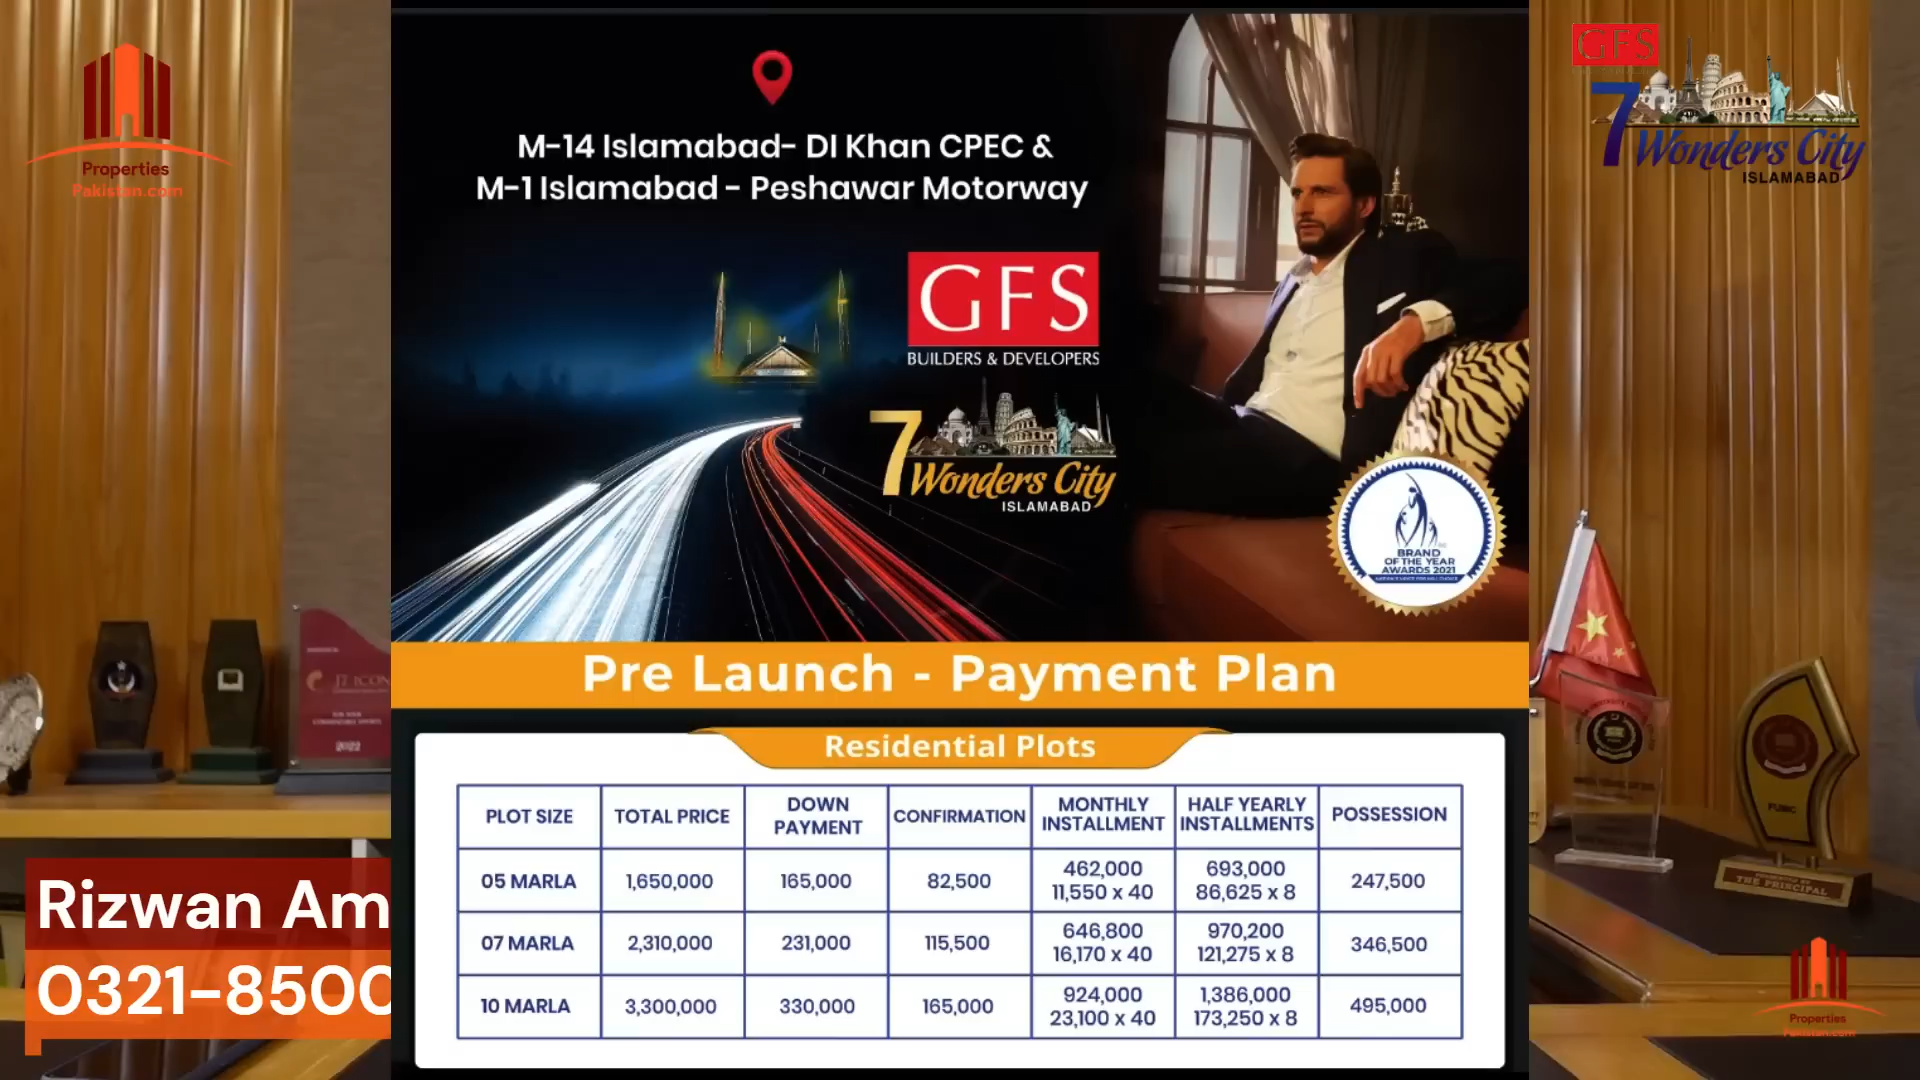 Properties
Pakistan.com
M-14 Islamabad- DI Khan CPEC &
M-1 Islamabad - Peshawar Motorway
GFS
BUILDERS & DEVELOPERS
7 Wonders City
ISLAMABAD
BRAND
OF THE YEAR
AWARDS 2021
GFS
7 Wonders City
ISLAMABAD
Pre Launch - Payment Plan
Residential Plots
PLOT SIZE TOTAL PRICE DOWN PAYMENT CONFIRMATION MONTHLY INSTALLMENT HALF YEARLY INSTALLMENTS POSSESSION
05 MARLA 1,650,000 165,000 82,500 462,000 11,550 x 40 693,000 86,625 x 8 247,500
07 MARLA 2,310,000 231,000 115,500 646,800 16,170 x 40 970,200 121,275 x 8 346,500
10 MARLA 3,300,000 330,000 165,000 924,000 23,100 x 40 1,386,000 173,250 x 8 495,000
JT ICON
2022
Rizwan Am
0321-850
PUMC
THE PRINCIPAL
Properties
Pakistan.com